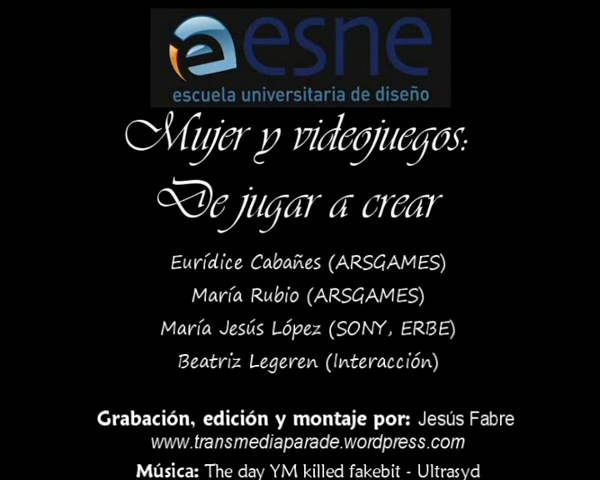 esne
escuela universitaria de diseño
Mujer y videojuegos:
De jugar a crear
Eurídice Cabañes (ARSGAMES)
María Rubio (ARSGAMES)
María Jesús López (SONY, ERBE)
Beatriz Legeren (Interacción)
Grabación, edición y montaje por: Jesús Fabre
www.transmediaparade.wordpress.com
Música: The day YM killed fakebit - Ultrasyd